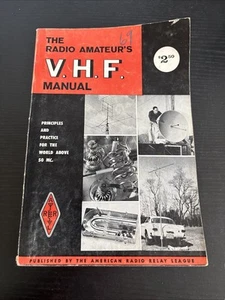 THE
RADIO AMATEUR'S
V.H.F.
MANUAL
$2.50
PRINCIPLES
AND
PRACTICE
FOR THE
WORLD ABOVE
50 MC.
PUBLISHED BY THE AMERICAN RADIO RELAY LEAGUE